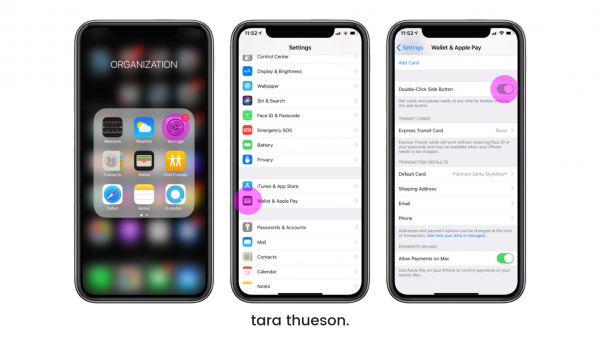 ORGANIZATION
Measure
Weather
Settings
Contacts
Wallet
Find Friends
Safari
Notes
11:52
Settings
Control Center
Display & Brightness
Wallpaper
Siri & Search
Face ID & Passcode
SOS
Emergency SOS
Battery
Privacy
iTunes & App Store
Wallet & Apple Pay
Passwords & Accounts
Mail
Contacts
Calendar
Notes
11:52
Settings
Wallet & Apple Pay
Add Card
Double-Click Side Button
Get cards and passes ready at any time by double-clicking
the side button.
TRANSIT CARDS
Express Transit Card None
Express Transit cards will work without requiring Face ID or
your passcode and may be available when your iPhone
needs to be charged.
TRANSACTION DEFAULTS
Default Card Platinum Delta SkyMiles®
Shipping Address
Email
Phone
Addresses and payment options can be changed at the time
of transaction. See how your data is managed...
PAYMENTS ON MAC
Allow Payments on Mac
Use Apple Pay on your iPhone to confirm payments on your
nearby Mac.
tara thueson.